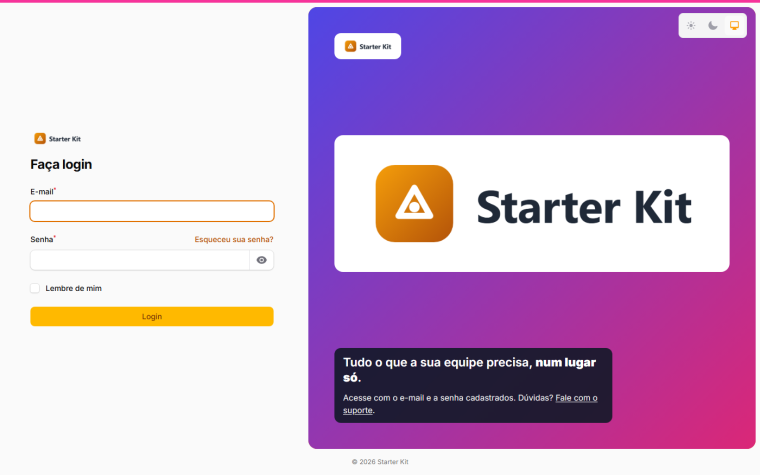 Starter Kit
Faça login
E-mail*
Senha*
Esqueceu sua senha?
Lembre de mim
Login
Starter Kit
Starter Kit
Tudo o que a sua equipe precisa, num lugar
só.
Acesse com o e-mail e a senha cadastrados. Dúvidas? Fale com o
suporte.
© 2026 Starter Kit